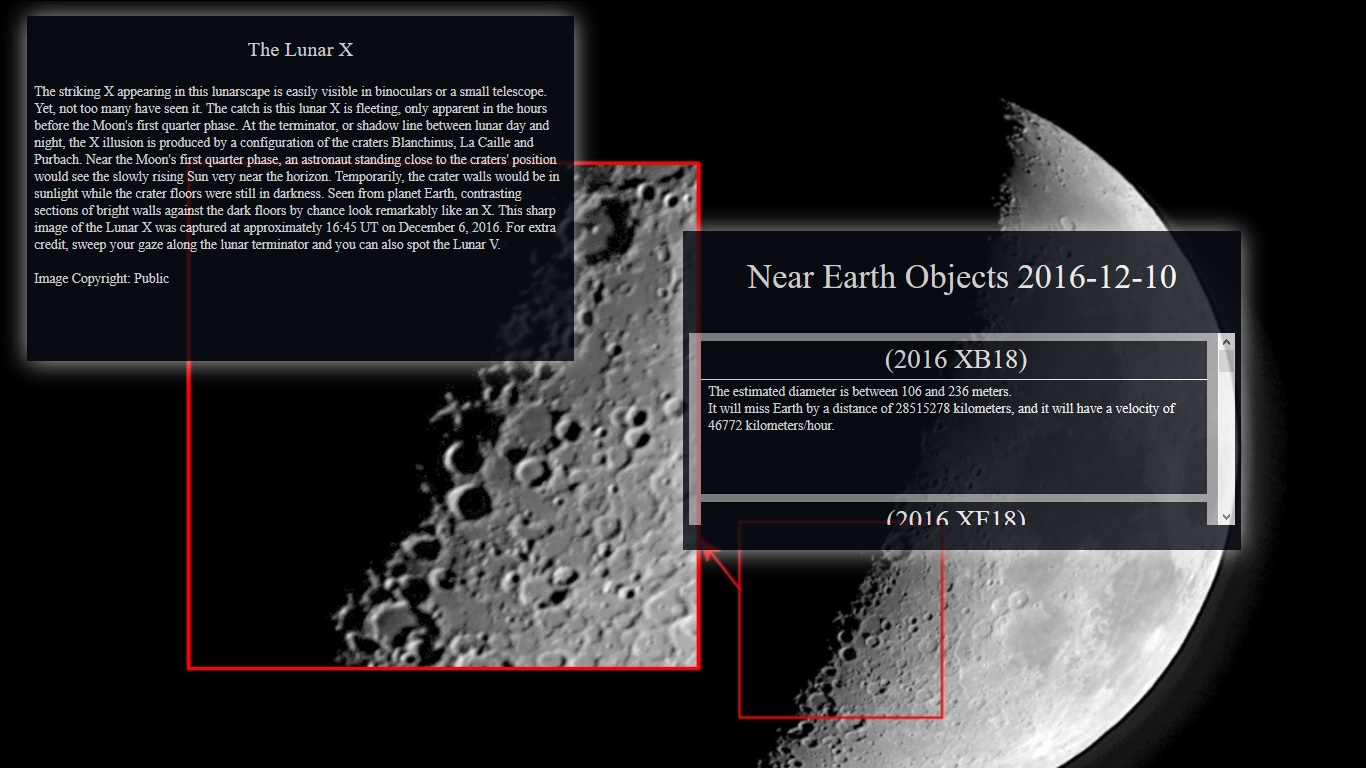 The Lunar X
The striking X appearing in this lunarscape is easily visible in binoculars or a small telescope.
Yet, not too many have seen it. The catch is this lunar X is fleeting, only apparent in the hours
before the Moon's first quarter phase. At the terminator, or shadow line between lunar day and
night, the X illusion is produced by a configuration of the craters Blanchinus, La Caille and
Purbach. Near the Moon's first quarter phase, an astronaut standing close to the craters' position
would see the slowly rising Sun very near the horizon. Temporarily, the crater walls would be in
sunlight while the crater floors were still in darkness. Seen from planet Earth, contrasting
sections of bright walls against the dark floors by chance look remarkably like an X. This sharp
image of the Lunar X was captured at approximately 16:45 UT on December 6, 2016. For extra
credit, sweep your gaze along the lunar terminator and you can also spot the Lunar V.
Image Copyright: Public
Near Earth Objects 2016-12-10
(2016 XB18)
The estimated diameter is between 106 and 236 meters.
It will miss Earth by a distance of 28515278 kilometers, and it will have a velocity of
46772 kilometers/hour.
(2016 XF18)